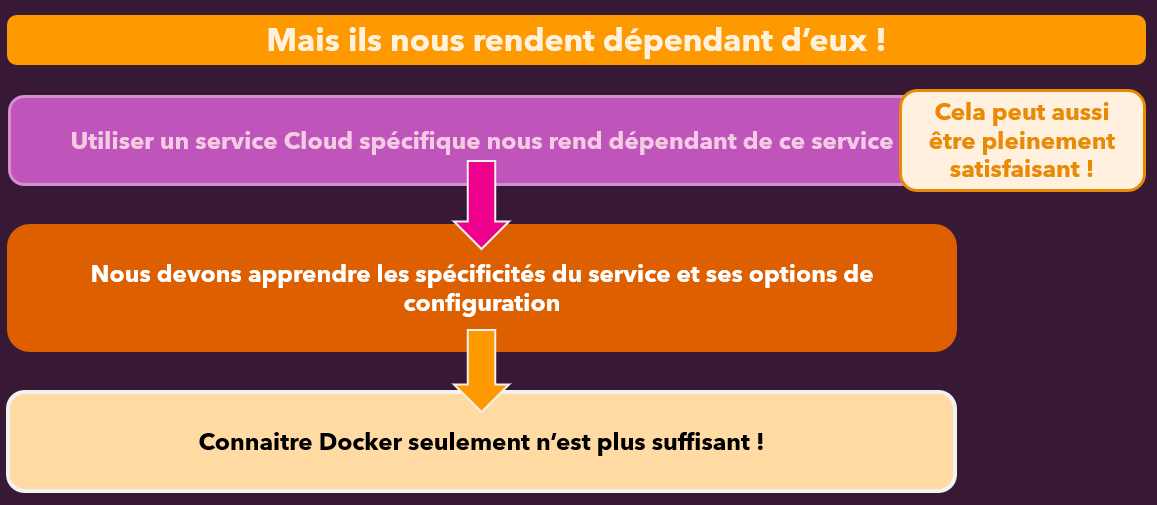 Mais ils nous rendent dépendant d’eux !
Utiliser un service Cloud spécifique nous rend dépendant de ce service
Cela peut aussi
être pleinement
satisfaisant !
Nous devons apprendre les spécificités du service et ses options de
configuration
Connaitre Docker seulement n’est plus suffisant !